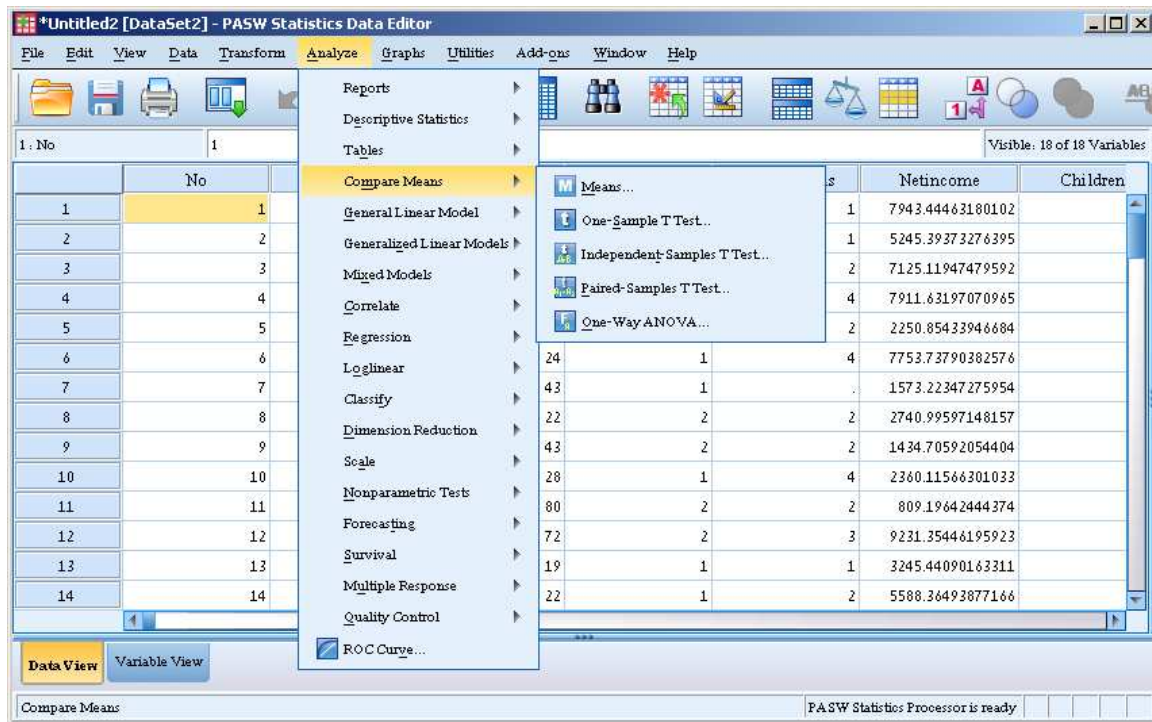 *Untitled2 [DataSet2] - PASW Statistics Data Editor
File Edit View Data Transform Analyze Graphs Utilities Add-ons Window Help
A
1
1 : No 1 Visible: 18 of 18 Variables
No Netincome Children
Reports
Descriptive Statistics
Tables
Compare Means
General Linear Model
Generalized Linear Models
Mixed Models
Correlate
Regression
Loglinear
Classify
Dimension Reduction
Scale
Nonparametric Tests
Forecasting
Survival
Multiple Response
Quality Control
ROC Curve...
M Means...
t One-Sample T Test...
Independent-Samples T Test...
Paired-Samples T Test...
One-Way ANOVA...
1 1 1 7943.44463180102
2 2 1 5245.39373276395
3 3 2 7125.11947479592
4 4 4 7911.63197070965
5 5 2 2250.85433946684
6 6 24 1 4 7753.73790382576
7 7 43 1 . 1573.22347275954
8 8 22 2 2 2740.99597148157
9 9 43 2 2 1434.70592054404
10 10 28 1 4 2360.11566301033
11 11 80 2 2 809.19642444374
12 12 72 2 3 9231.35446195923
13 13 19 1 1 3245.44090163311
14 14 22 1 2 5588.36493877166
Data View Variable View
Compare Means PASW Statistics Processor is ready